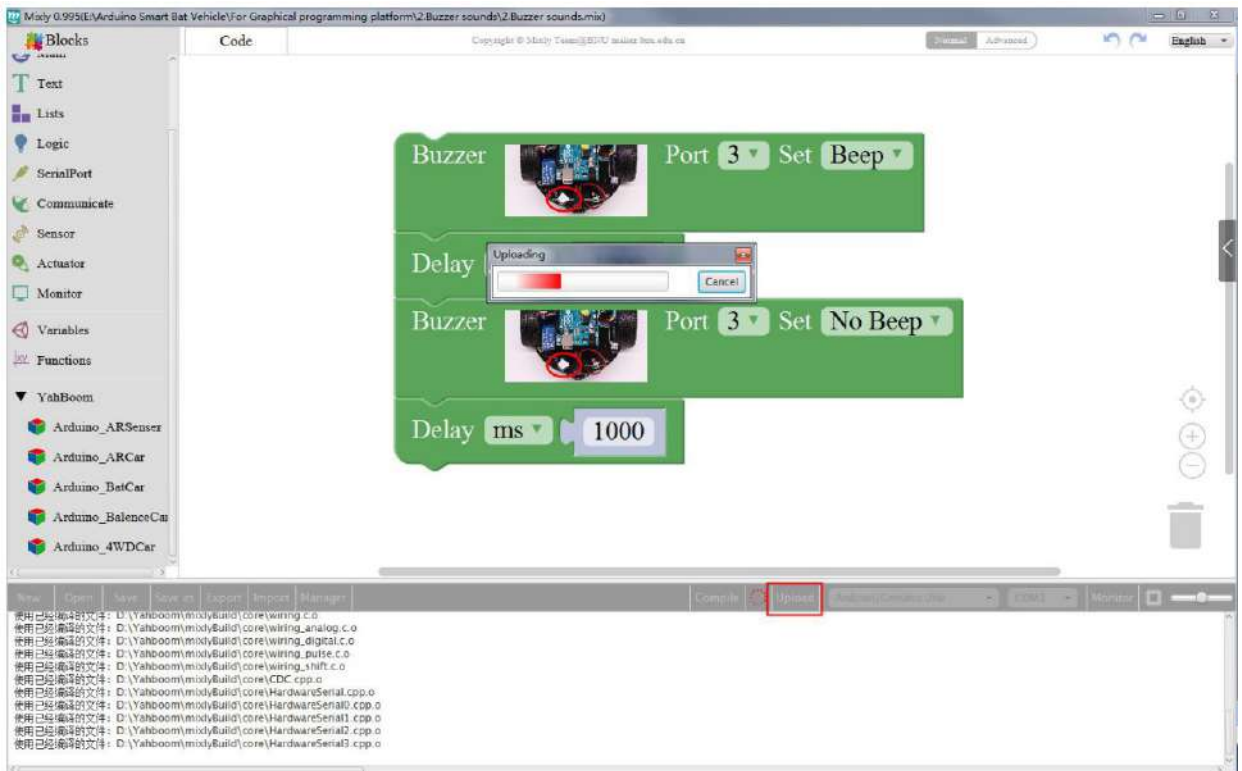 Mixly 0.995(E:\Arduino Smart Bat Vehicle\For Graphical programming platform\2.Buzzer sounds\2.Buzzer sounds.mix)
Blocks
Code
Copyright © Mixly Team@BNU maker.bnu.edu.cn
Normal Advanced
English
Text
Lists
Logic
SerialPort
Communicate
Sensor
Actuator
Monitor
Variables
Functions
YahBoom
Arduino_ARSenser
Arduino_ARCar
Arduino_BatCar
Arduino_BalenceCar
Arduino_4WDCar
Buzzer Port 3 Set Beep
Delay
Uploading
Cancel
Buzzer Port 3 Set No Beep
Delay ms 1000
New Open Save Save as Export Import Manager Compile Upload Monitor
使用已经编译的文件: D:\Yahboom\mixlyBuild\core\wiring.c.o
使用已经编译的文件: D:\Yahboom\mixlyBuild\core\wiring_analog.c.o
使用已经编译的文件: D:\Yahboom\mixlyBuild\core\wiring_digital.c.o
使用已经编译的文件: D:\Yahboom\mixlyBuild\core\wiring_pulse.c.o
使用已经编译的文件: D:\Yahboom\mixlyBuild\core\wiring_shift.c.o
使用已经编译的文件: D:\Yahboom\mixlyBuild\core\CDC.cpp.o
使用已经编译的文件: D:\Yahboom\mixlyBuild\core\HardwareSerial.cpp.o
使用已经编译的文件: D:\Yahboom\mixlyBuild\core\HardwareSerial0.cpp.o
使用已经编译的文件: D:\Yahboom\mixlyBuild\core\HardwareSerial1.cpp.o
使用已经编译的文件: D:\Yahboom\mixlyBuild\core\HardwareSerial2.cpp.o
使用已经编译的文件: D:\Yahboom\mixlyBuild\core\HardwareSerial3.cpp.o